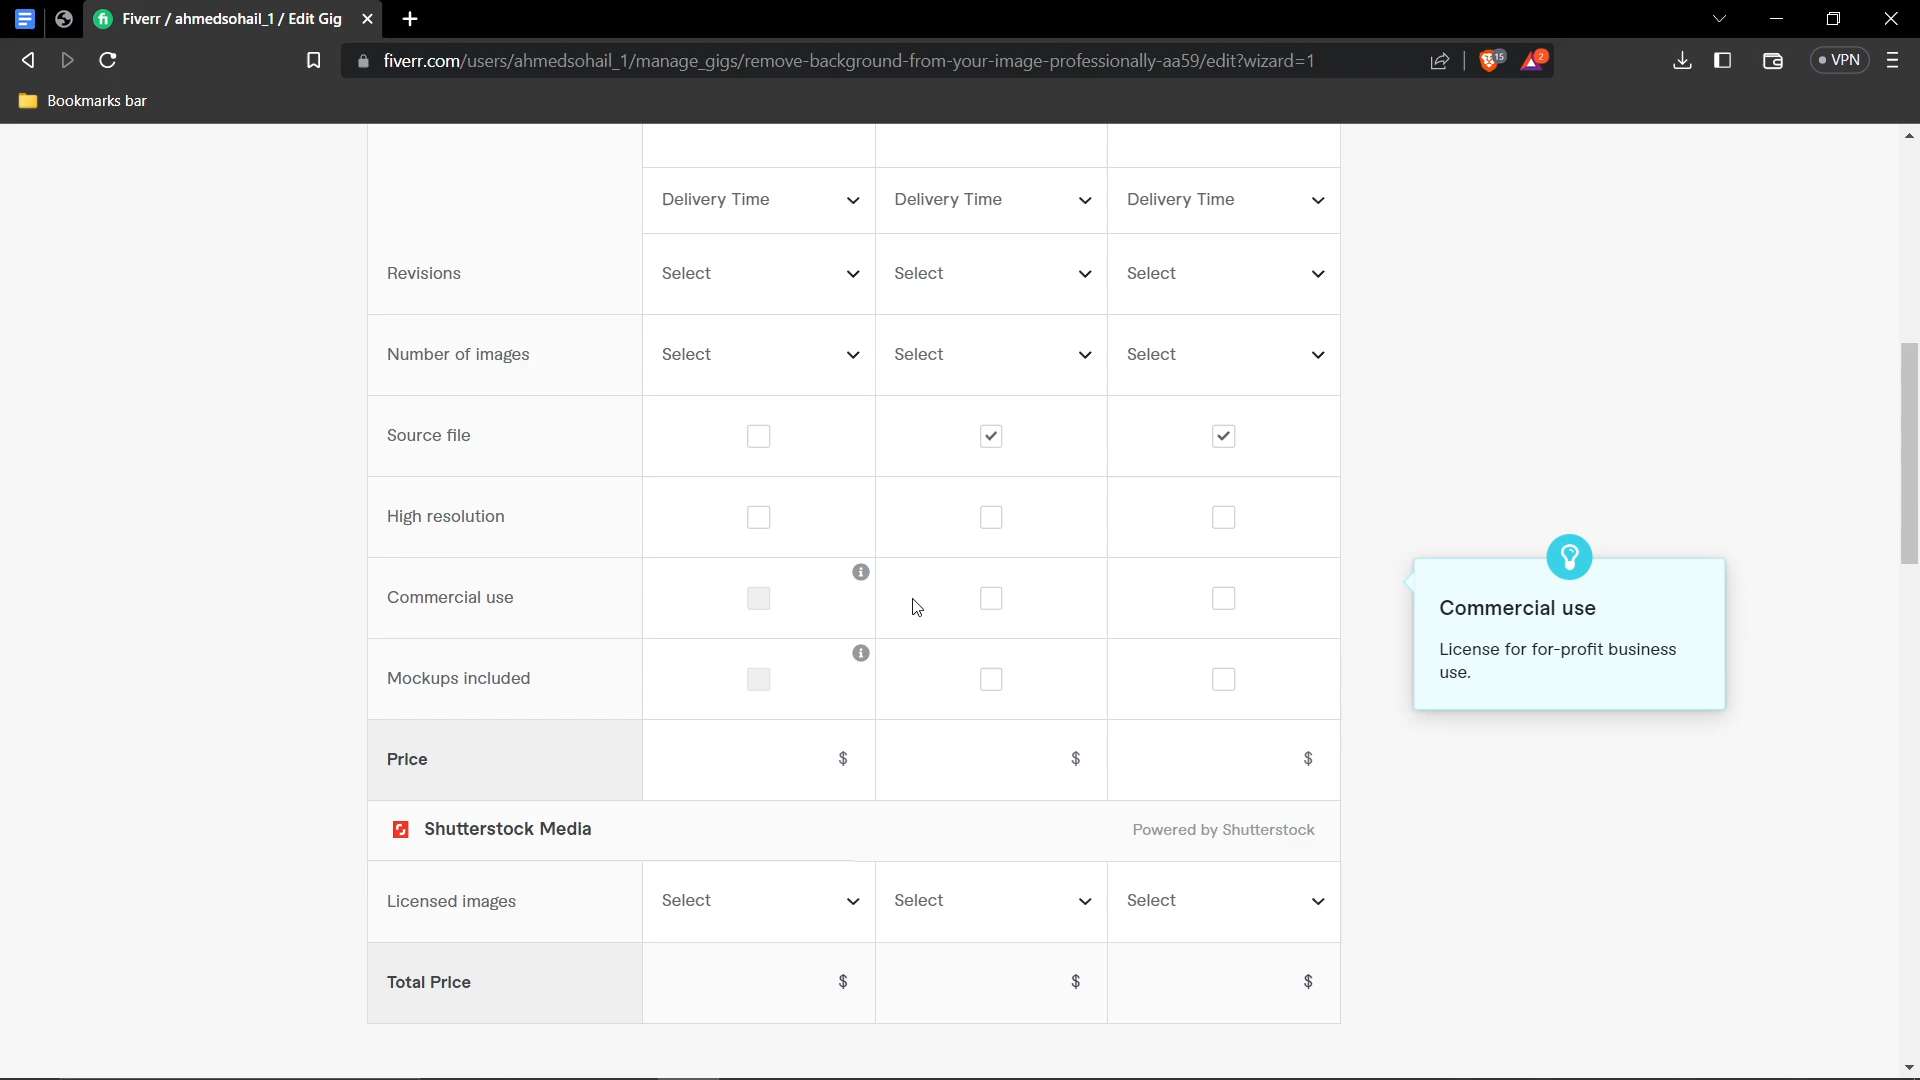 Fiverr / ahmedsohail_1 / Edit Gig
fiverr.com/users/ahmedsohail_1/manage_gigs/remove-background-from-your-image-professionally-aa59/edit?wizard=1
15
2
VPN
Bookmarks bar
Delivery Time Delivery Time Delivery Time
Revisions Select Select Select
Number of images Select Select Select
Source file
High resolution
Commercial use
Mockups included
Price $ $ $
Shutterstock Media Powered by Shutterstock
Licensed images Select Select Select
Total Price $ $ $
Commercial use
License for for-profit business
use.